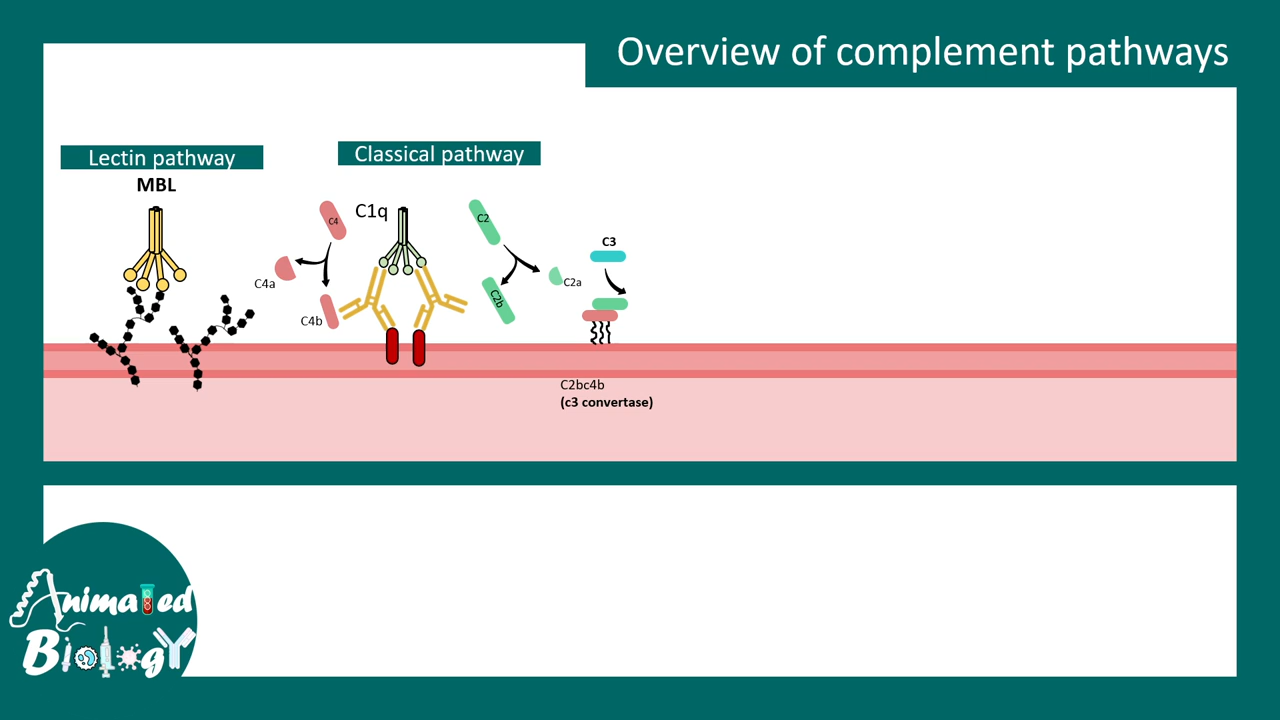 Overview of complement pathways
Lectin pathway
MBL
Classical pathway
C4
C1q
C4a
C4b
C2
C2a
C2b
C3
C2bc4b
(c3 convertase)
Animated
Biology